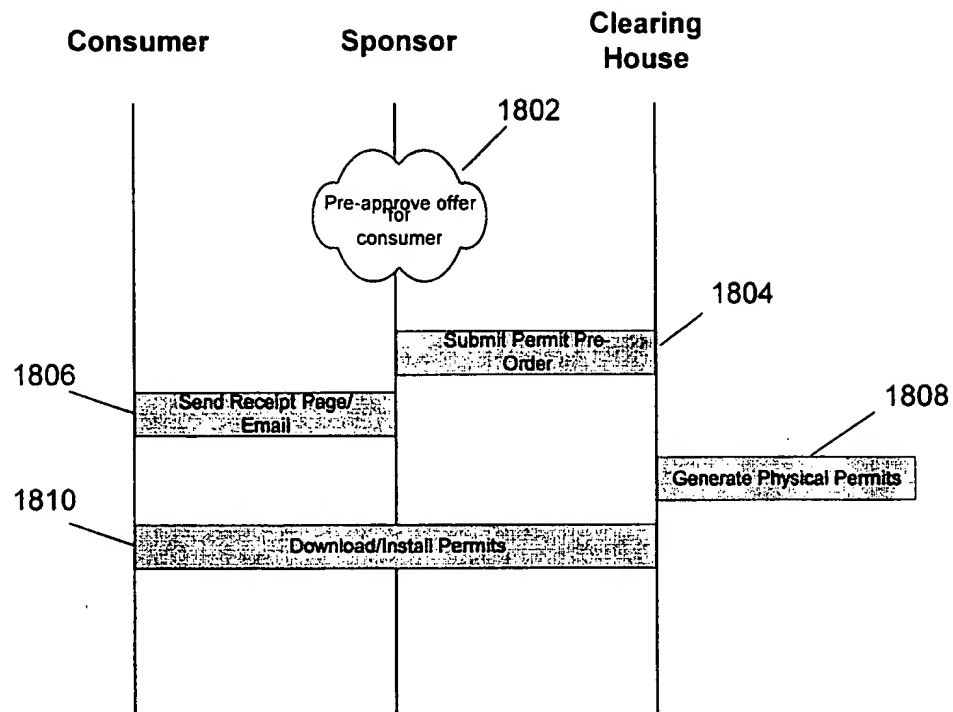 Consumer
Sponsor
Clearing
House
1802
Pre-approve offer
for
consumer
1804
Submit Permit Pre-
Order
1806
Send Receipt Page/
Email
1808
Generate Physical Permits
1810
Download/Install Permits